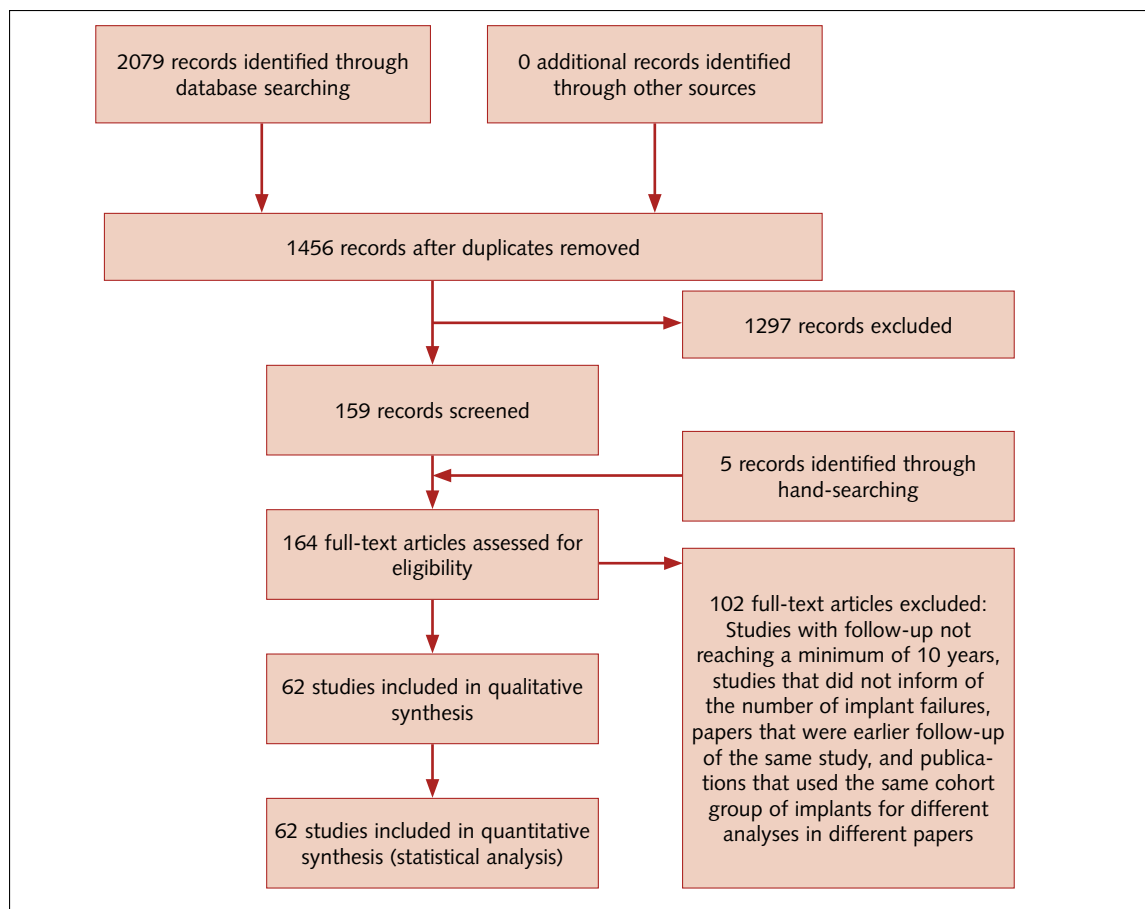 2079 records identified through
database searching
0 additional records identified
through other sources
1456 records after duplicates removed
1297 records excluded
159 records screened
5 records identified through
hand-searching
164 full-text articles assessed for
eligibility
102 full-text articles excluded:
Studies with follow-up not
reaching a minimum of 10 years,
studies that did not inform of
the number of implant failures,
papers that were earlier follow-up
of the same study, and publica-
tions that used the same cohort
group of implants for different
analyses in different papers
62 studies included in qualitative
synthesis
62 studies included in quantitative
synthesis (statistical analysis)